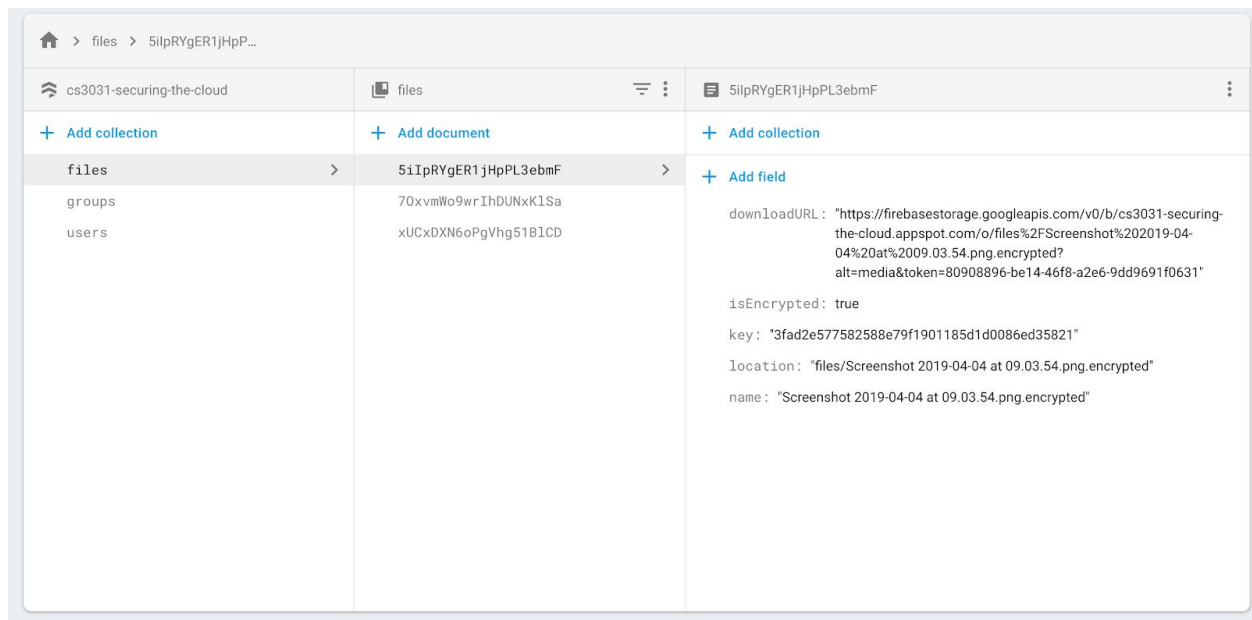 files
5iIpRYgER1jHpP…
cs3031-securing-the-cloud
files
5iIpRYgER1jHpPL3ebmF
Add collection
Add document
Add collection
files
groups
users
5iIpRYgER1jHpPL3ebmF
7OxvmWo9wrIhDUNxKlSa
xUCxDXN6oPgVhg51BlCD
Add field
downloadURL: "https://firebasestorage.googleapis.com/v0/b/cs3031-securing-
the-cloud.appspot.com/o/files%2FScreenshot%202019-04-
04%20at%2009.03.54.png.encrypted?
alt=media&token=80908896-be14-46f8-a2e6-9dd9691f0631"
isEncrypted: true
key: "3fad2e577582588e79f1901185d1d0086ed35821"
location: "files/Screenshot 2019-04-04 at 09.03.54.png.encrypted"
name: "Screenshot 2019-04-04 at 09.03.54.png.encrypted"